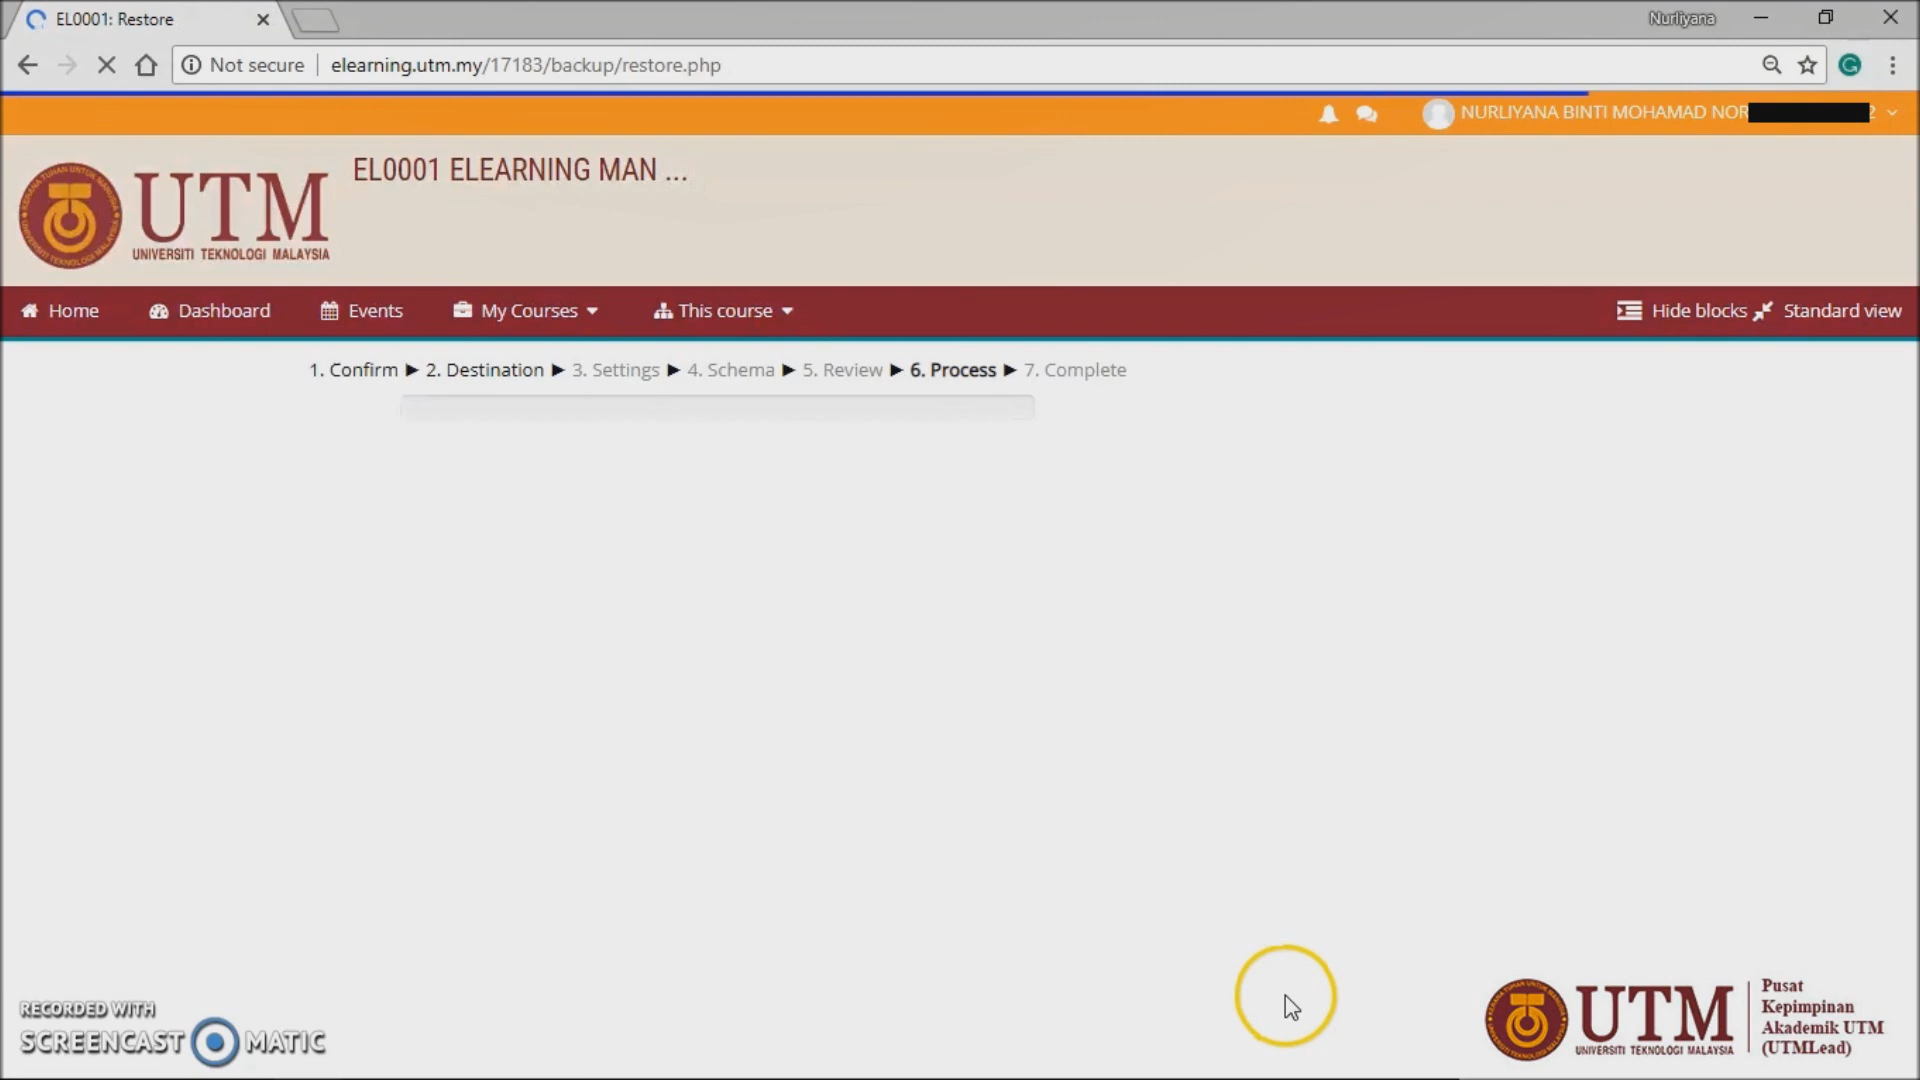 EL0001: Restore
Nurliyana
Not secure
elearning.utm.my/17183/backup/restore.php
NURLIYANA BINTI MOHAMAD NOR 2
EL0001 ELEARNING MAN ...
UTM
UNIVERSITI TEKNOLOGI MALAYSIA
Home
Dashboard
Events
My Courses
This course
Hide blocks
Standard view
1. Confirm ► 2. Destination ► 3. Settings ► 4. Schema ► 5. Review ► 6. Process ► 7. Complete
RECORDED WITH
SCREENCAST MATIC
UTM
UNIVERSITI TEKNOLOGI MALAYSIA
Pusat
Kepimpinan
Akademik UTM
(UTMLead)